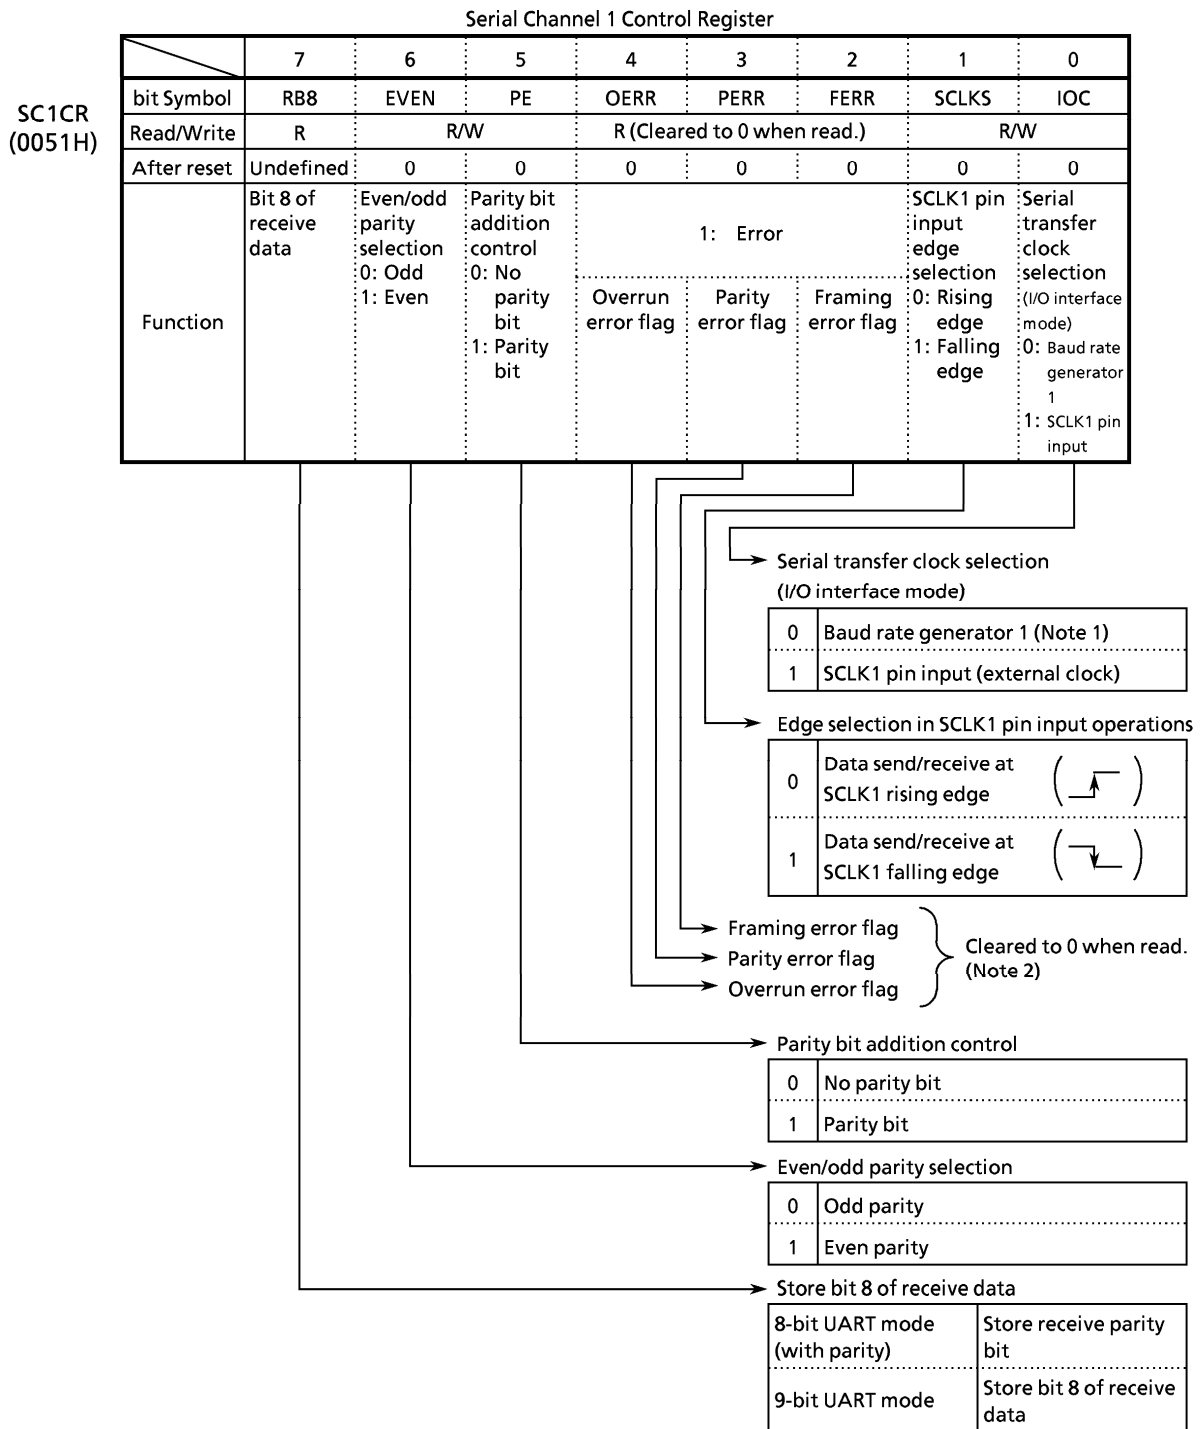 Serial Channel 1 Control Register
SC1CR
(0051H)
7 6 5 4 3 2 1 0
bit Symbol RB8 EVEN PE OERR PERR FERR SCLKS IOC
Read/Write R R/W R (Cleared to 0 when read.) R/W
After reset Undefined 0 0 0 0 0 0 0
Function
Bit 8 of
receive
data
Even/odd
parity
selection
0: Odd
1: Even
Parity bit
addition
control
0: No
parity
bit
1: Parity
bit
1: Error
Overrun
error flag
Parity
error flag
Framing
error flag
SCLK1 pin
input
edge
selection
0: Rising
edge
1: Falling
edge
Serial
transfer
clock
selection
(I/O interface
mode)
0: Baud rate
generator
1
1: SCLK1 pin
input
Serial transfer clock selection
(I/O interface mode)
0 Baud rate generator 1 (Note 1)
1 SCLK1 pin input (external clock)
Edge selection in SCLK1 pin input operations
0 Data send/receive at
SCLK1 rising edge
1 Data send/receive at
SCLK1 falling edge
Framing error flag
Parity error flag
Overrun error flag
Cleared to 0 when read.
(Note 2)
Parity bit addition control
0 No parity bit
1 Parity bit
Even/odd parity selection
0 Odd parity
1 Even parity
Store bit 8 of receive data
8-bit UART mode
(with parity)
Store receive parity
bit
9-bit UART mode
Store bit 8 of receive
data